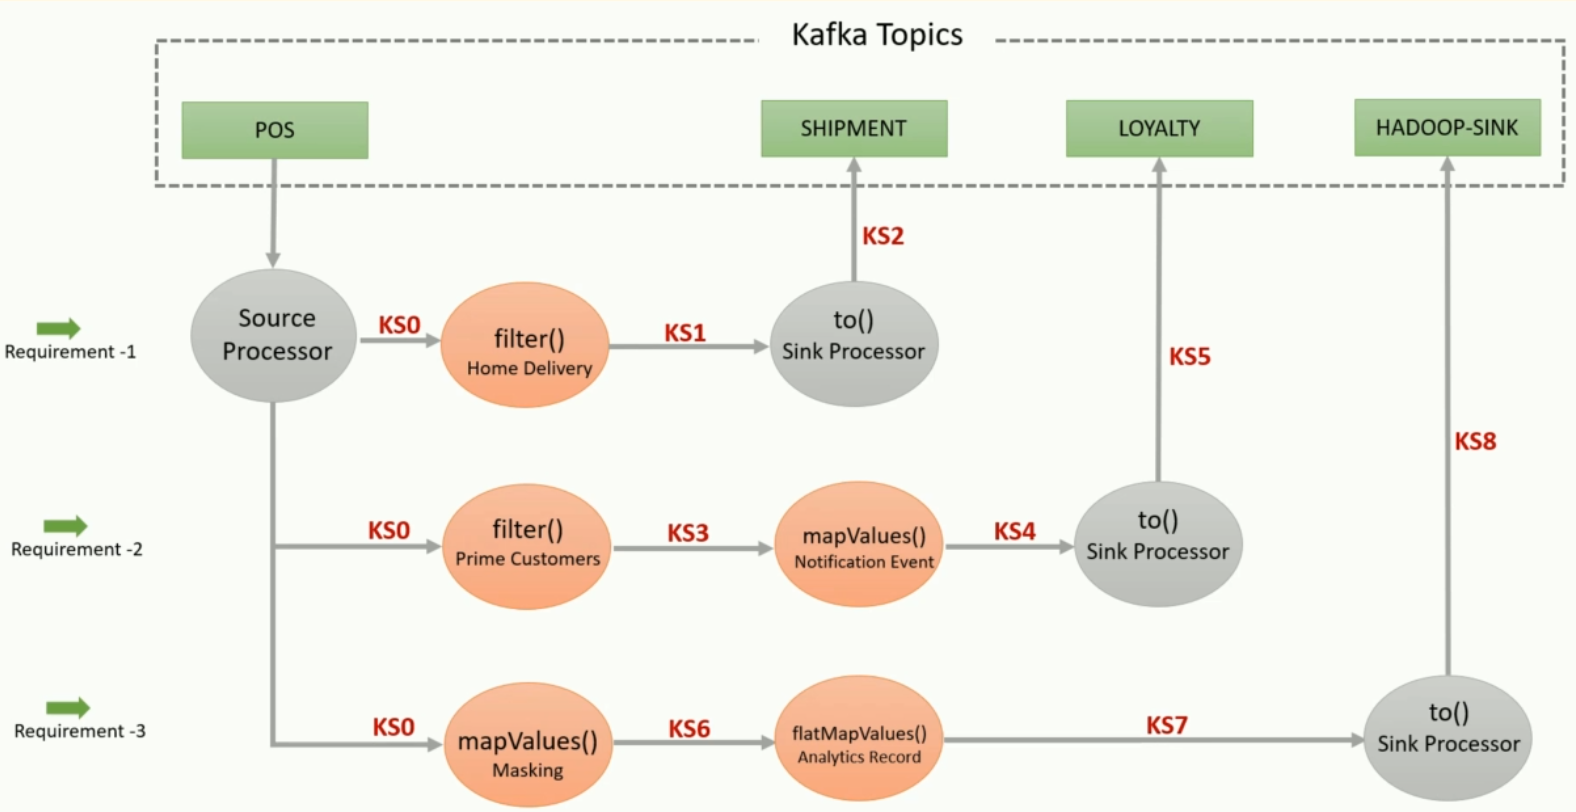 Kafka Topics
POS
SHIPMENT
LOYALTY
HADOOP-SINK
KS2
Requirement -1
Source
Processor
KS0
filter()
Home Delivery
KS1
to()
Sink Processor
KS5
KS8
Requirement -2
KS0
filter()
Prime Customers
KS3
mapValues()
Notification Event
KS4
to()
Sink Processor
Requirement -3
KS0
mapValues()
Masking
KS6
flatMapValues()
Analytics Record
KS7
to()
Sink Processor